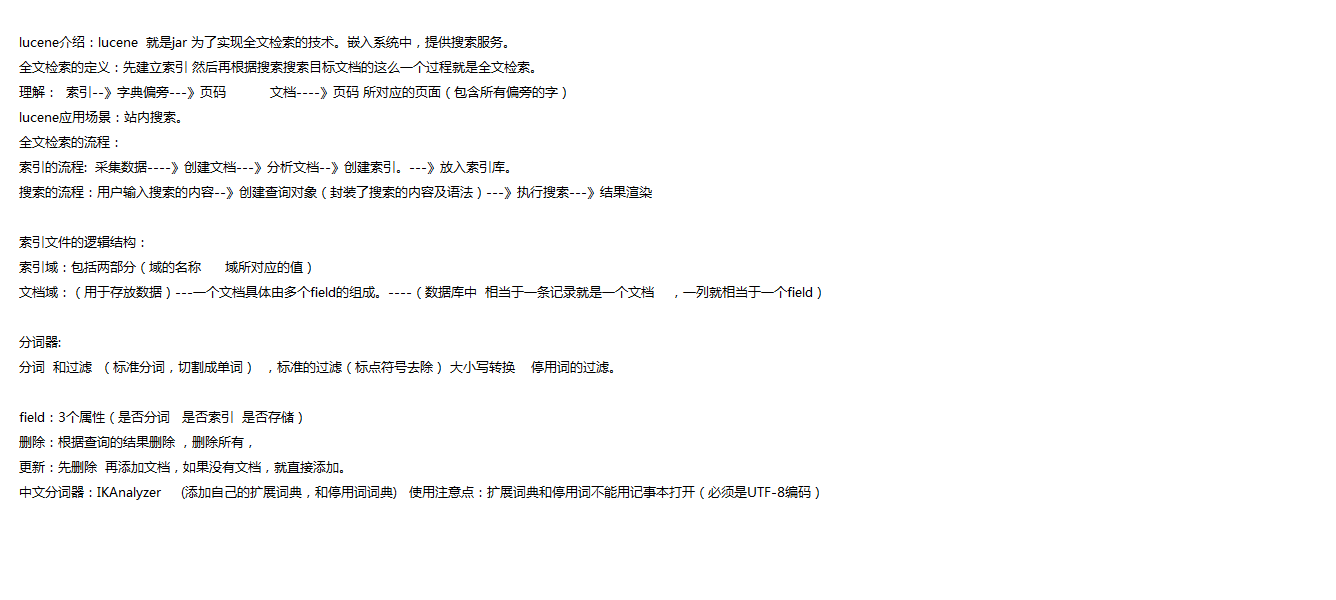 lucene介绍：lucene  就是jar 为了实现全文检索的技术。嵌入系统中，提供搜索服务。
全文检索的定义：先建立索引 然后再根据搜索搜索目标文档的这么一个过程就是全文检索。
理解：  索引--》字典偏旁---》页码           文档----》页码 所对应的页面（包含所有偏旁的字）
lucene应用场景：站内搜索。
全文检索的流程：
索引的流程:  采集数据----》创建文档---》分析文档--》创建索引。---》放入索引库。
搜索的流程：用户输入搜索的内容--》创建查询对象（封装了搜索的内容及语法）---》执行搜索---》结果渲染
索引文件的逻辑结构：
索引域：包括两部分（域的名称      域所对应的值）
文档域：（用于存放数据）---一个文档具体由多个field的组成。----（数据库中  相当于一条记录就是一个文档     ，一列就相当于一个field）
分词器:
分词  和过滤  （标准分词，切割成单词）  ，标准的过滤（标点符号去除） 大小写转换    停用词的过滤。
field：3个属性（是否分词   是否索引  是否存储）
删除：根据查询的结果删除 ，删除所有，
更新：先删除  再添加文档，如果没有文档，就直接添加。
中文分词器：IKAnalyzer     (添加自己的扩展词典，和停用词词典)   使用注意点：扩展词典和停用词不能用记事本打开（必须是UTF-8编码）